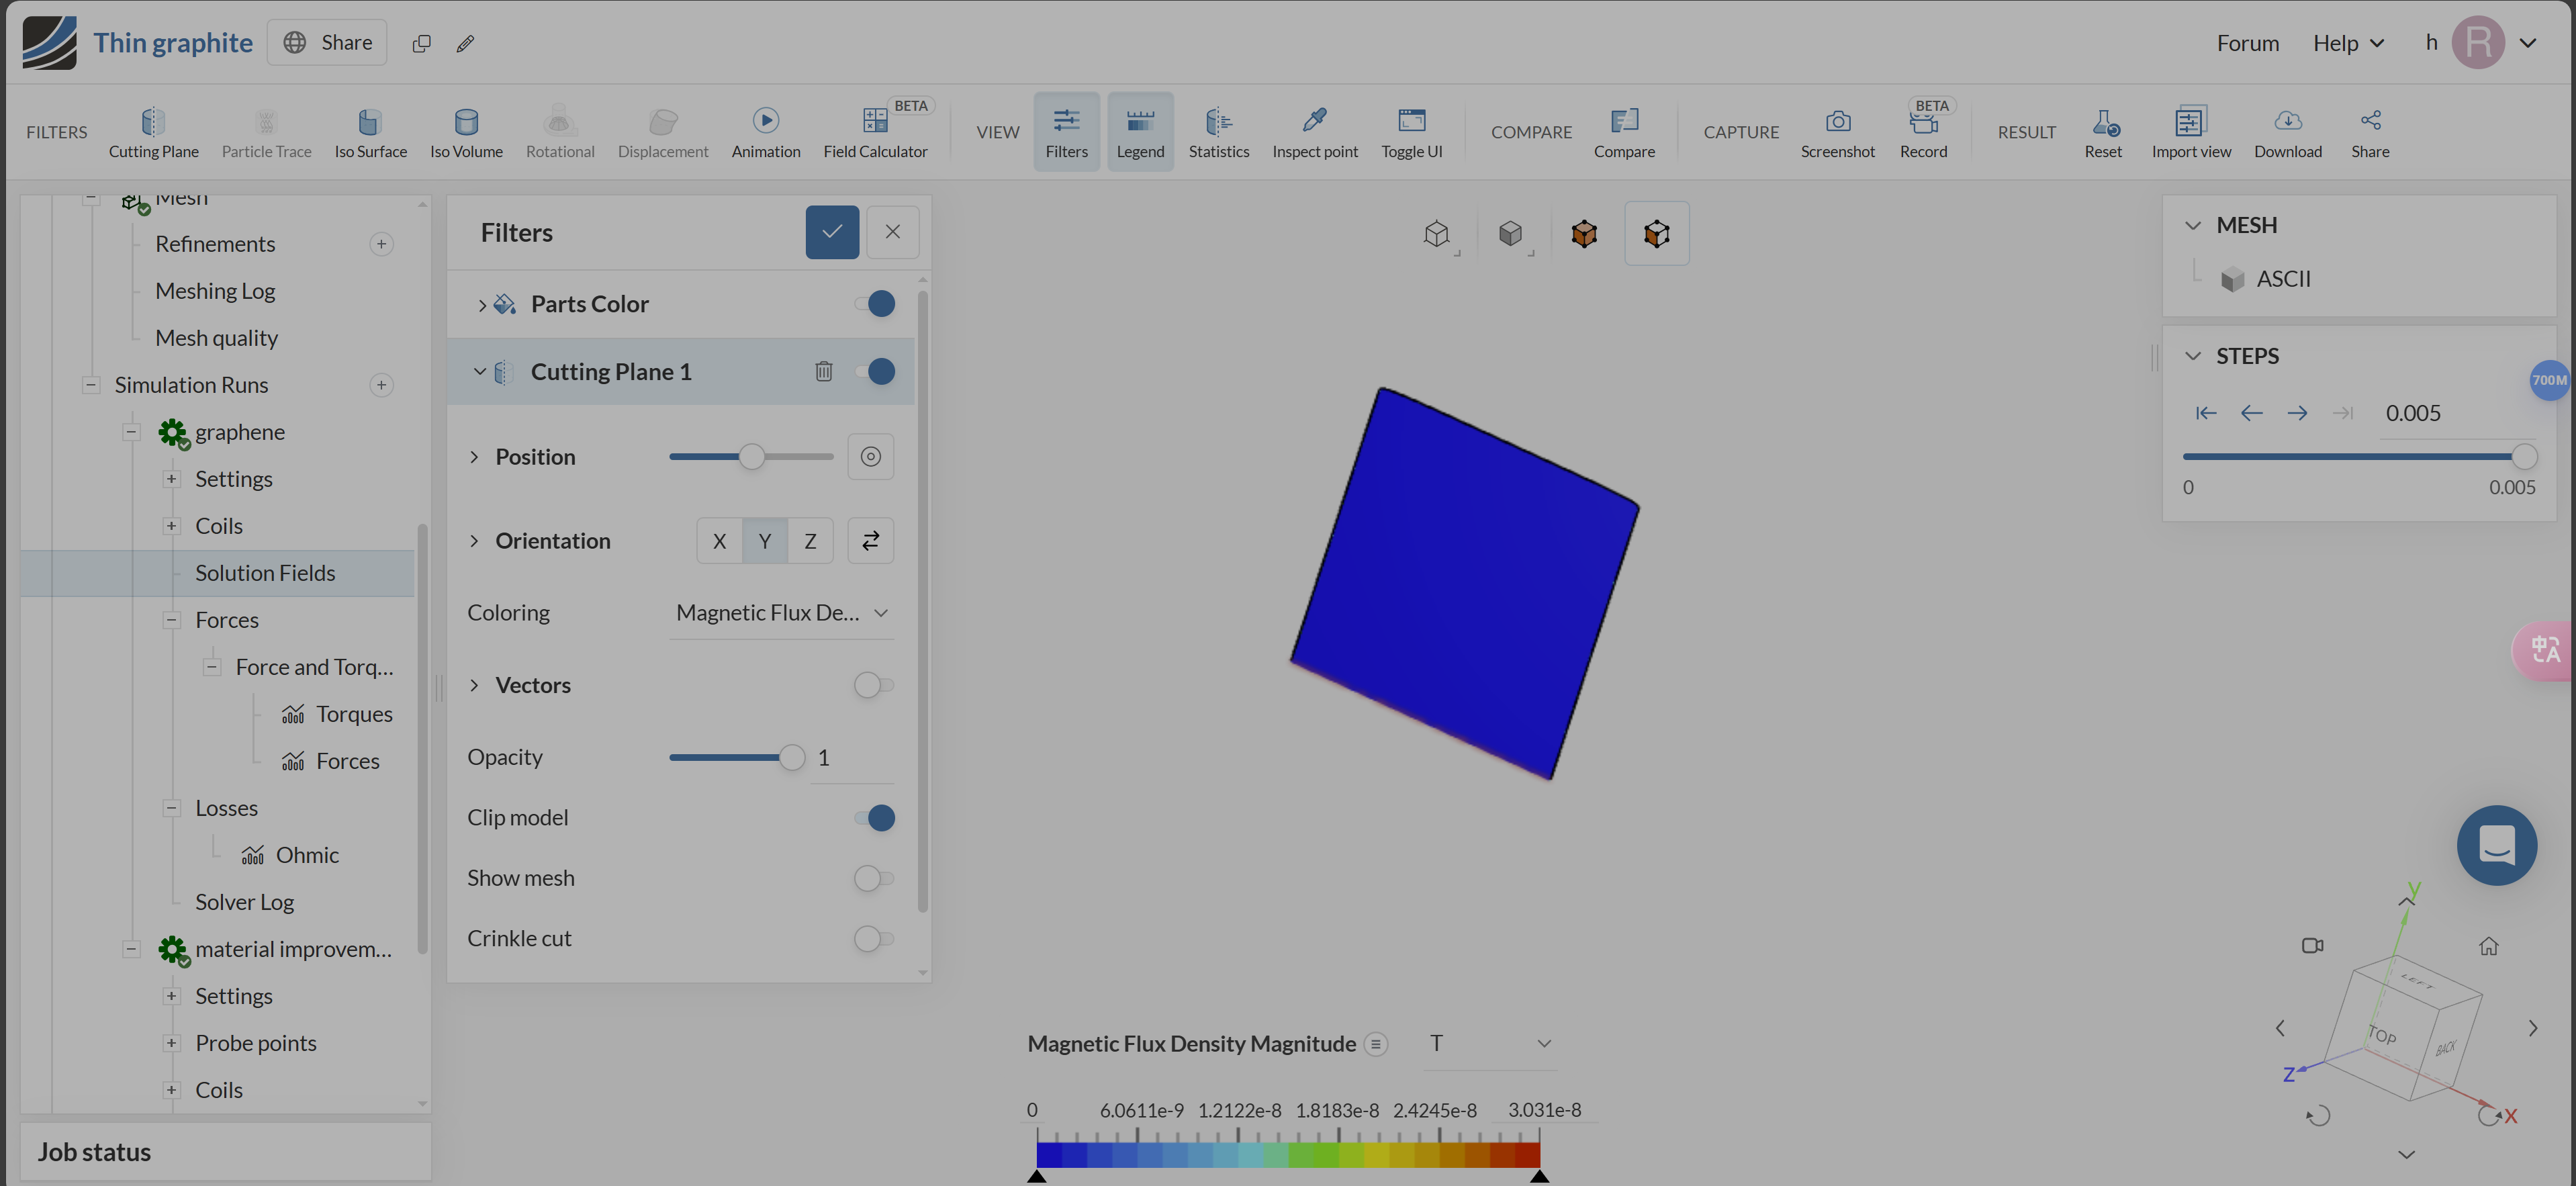 Thin graphite
Share
Forum
Help
h
R
FILTERS
Cutting Plane
Particle Trace
Iso Surface
Iso Volume
Rotational
Displacement
Animation
BETA
Field Calculator
VIEW
Filters
Legend
Statistics
Inspect point
Toggle UI
COMPARE
Compare
CAPTURE
Screenshot
BETA
Record
RESULT
Reset
Import view
Download
Share
Mesh
Refinements
Meshing Log
Mesh quality
Simulation Runs
graphene
Settings
Coils
Solution Fields
Forces
Force and Torq...
Torques
Forces
Losses
Ohmic
Solver Log
material improvem...
Settings
Probe points
Coils
Job status
Filters
Parts Color
Cutting Plane 1
Position
Orientation
X Y Z
Coloring
Magnetic Flux De...
Vectors
Opacity
1
Clip model
Show mesh
Crinkle cut
Magnetic Flux Density Magnitude
T
0 6.0611e-9 1.2122e-8 1.8183e-8 2.4245e-8 3.031e-8
MESH
ASCII
STEPS
700M
0.005
0 0.005
中A
y
LEFT
TOP
BACK
Z
X